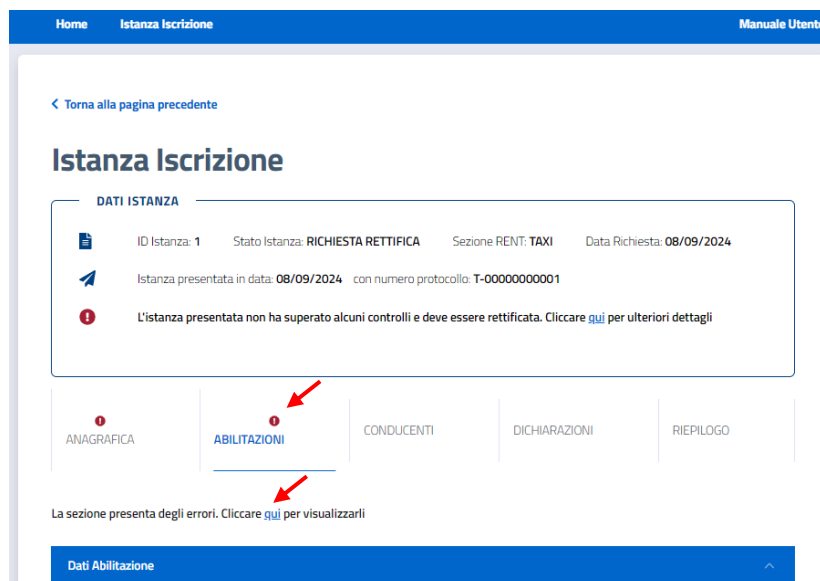 Home Istanza Iscrizione Manuale Utente
Torna alla pagina precedente
Istanza Iscrizione
DATI ISTANZA
ID Istanza: 1 Stato Istanza: RICHIESTA RETTIFICA Sezione RENT: TAXI Data Richiesta: 08/09/2024
Istanza presentata in data: 08/09/2024 con numero protocollo: T-00000000001
L'istanza presentata non ha superato alcuni controlli e deve essere rettificata. Cliccare qui per ulteriori dettagli
ANAGRAFICA ABILITAZIONI CONDUCENTI DICHIARAZIONI RIEPILOGO
La sezione presenta degli errori. Cliccare qui per visualizzarli
Dati Abilitazione